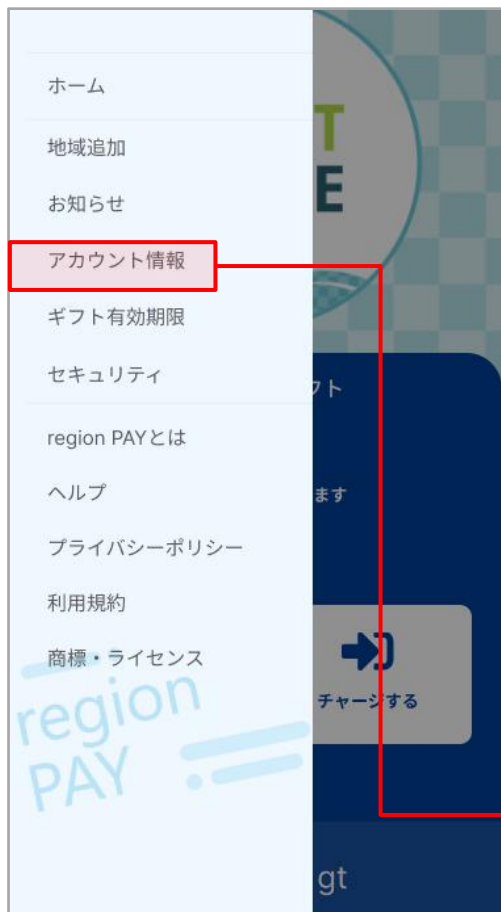 ホーム
地域追加
お知らせ
アカウント情報
ギフト有効期限
セキュリティ
region PAYとは
ヘルプ
プライバシーポリシー
利用規約
商標・ライセンス
region
PAY
T
E
フト
ます
チャージする
gt